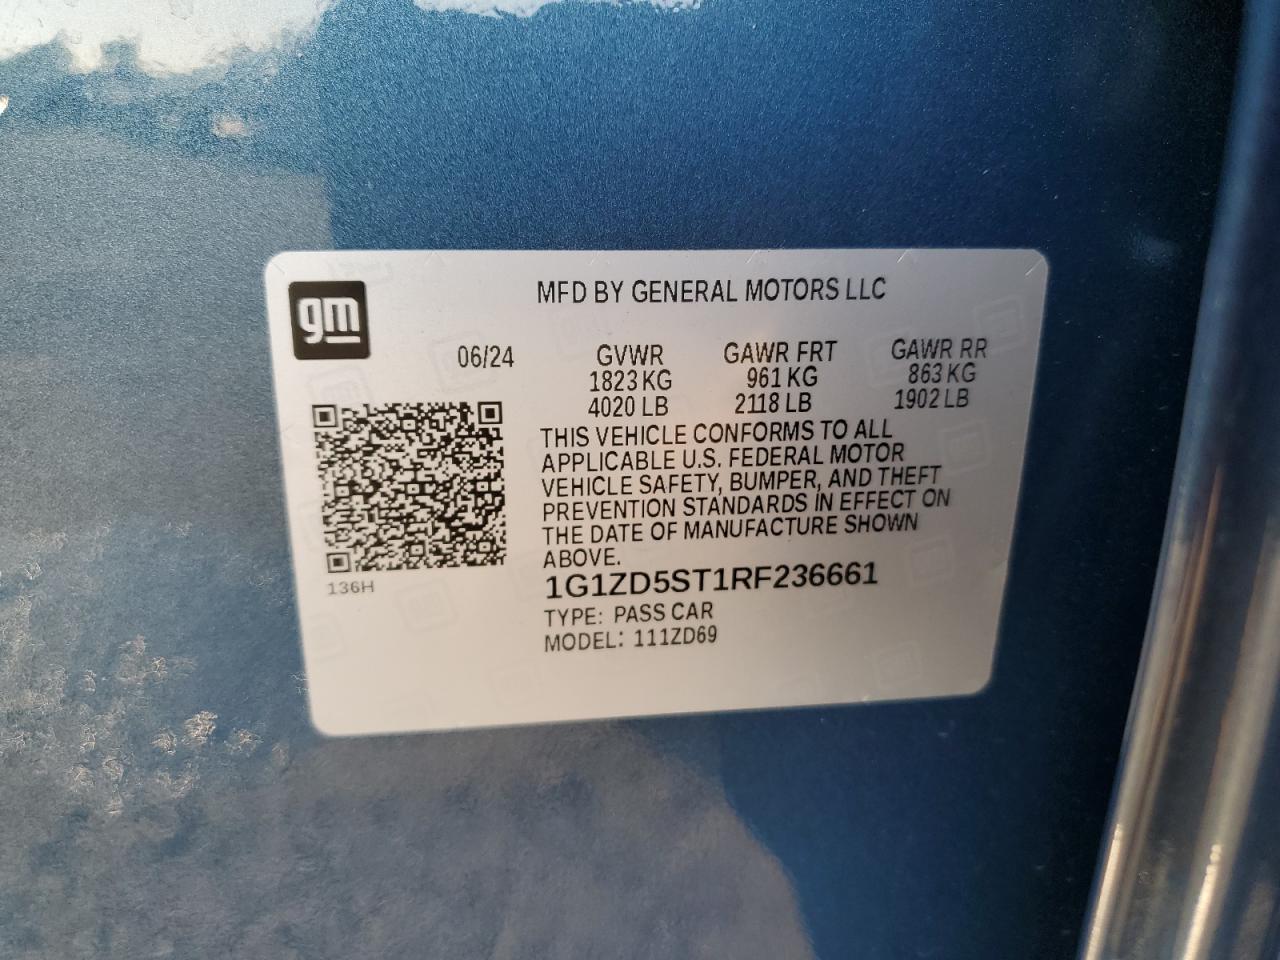 gm
MFD BY GENERAL MOTORS LLC
06/24 GVWR GAWR FRT GAWR RR
1823 KG 961 KG 863 KG
4020 LB 2118 LB 1902 LB
THIS VEHICLE CONFORMS TO ALL
APPLICABLE U.S. FEDERAL MOTOR
VEHICLE SAFETY, BUMPER, AND THEFT
PREVENTION STANDARDS IN EFFECT ON
THE DATE OF MANUFACTURE SHOWN
ABOVE.
136H
1G1ZD5ST1RF236661
TYPE: PASS CAR
MODEL: 111ZD69